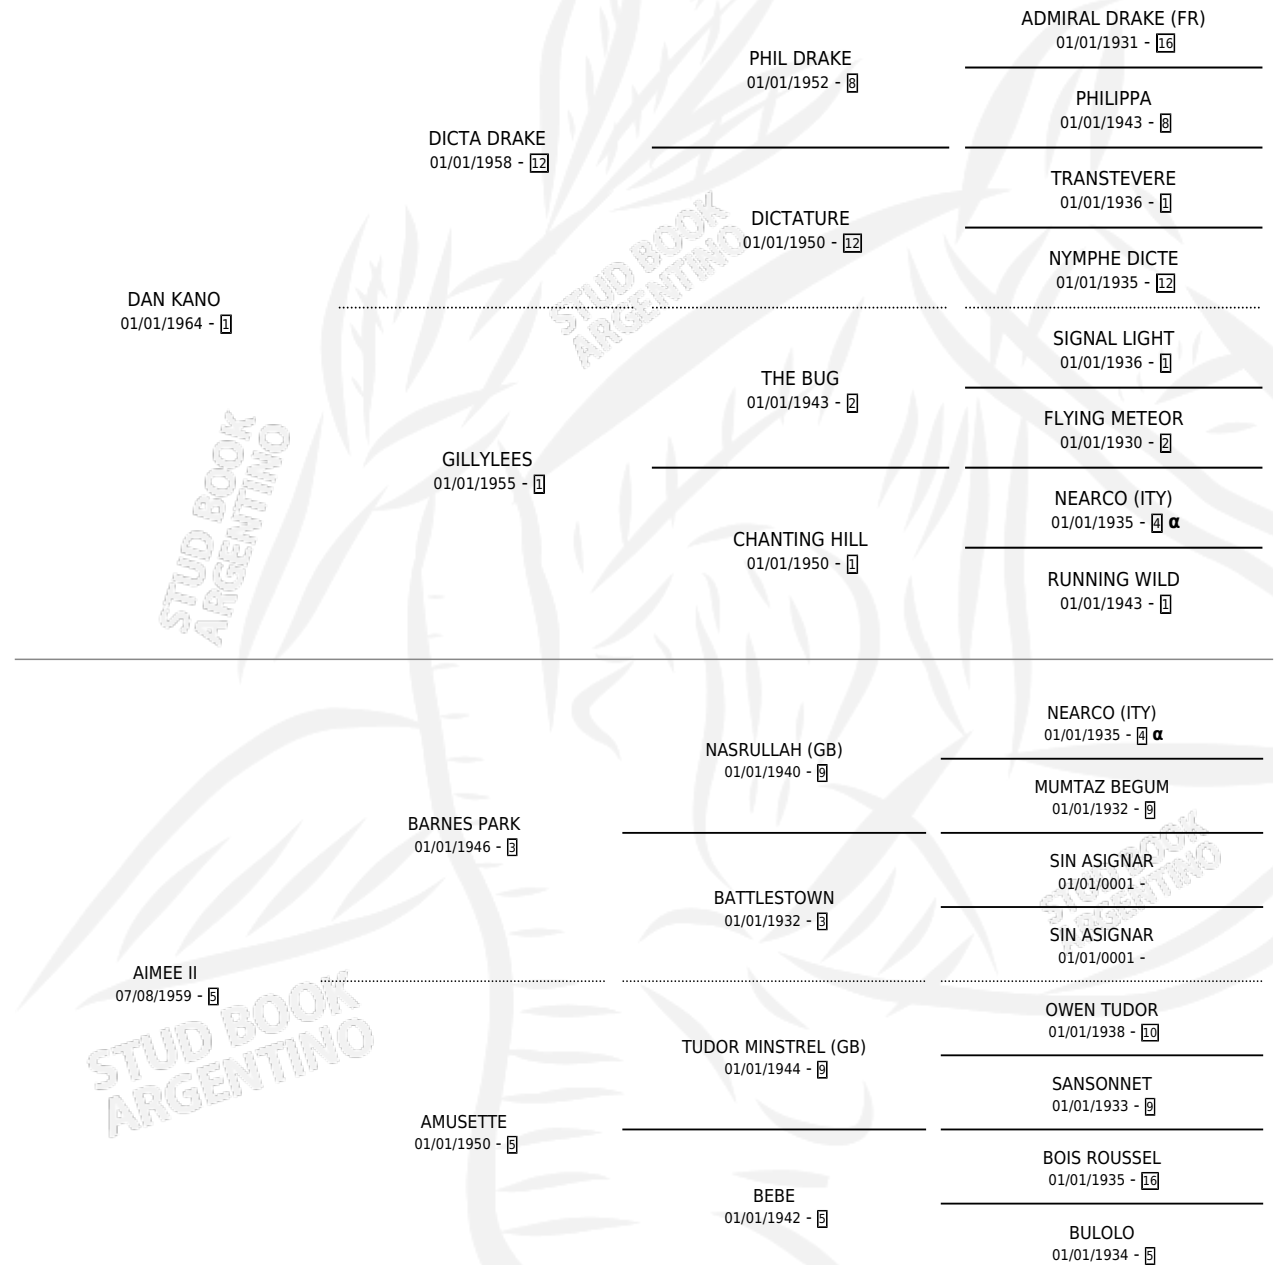 ADMIRAL DRAKE (FR)
01/01/1931 - 16
PHIL DRAKE
01/01/1952 - 8
PHILIPPA
01/01/1943 - 8
DICTA DRAKE
01/01/1958 - 12
TRANSTEVERE
01/01/1936 - 1
DICTATURE
01/01/1950 - 12
NYMPHE DICTE
01/01/1935 - 12
DAN KANO
01/01/1964 - 1
SIGNAL LIGHT
01/01/1936 - 1
THE BUG
01/01/1943 - 2
FLYING METEOR
01/01/1930 - 2
GILLYLEES
01/01/1955 - 1
NEARCO (ITY)
01/01/1935 - 4 α
CHANTING HILL
01/01/1950 - 1
RUNNING WILD
01/01/1943 - 1
NEARCO (ITY)
01/01/1935 - 4 α
NASRULLAH (GB)
01/01/1940 - 9
MUMTAZ BEGUM
01/01/1932 - 9
BARNES PARK
01/01/1946 - 3
SIN ASIGNAR
01/01/0001 -
BATTLESTOWN
01/01/1932 - 3
SIN ASIGNAR
01/01/0001 -
AIMEE II
07/08/1959 - 5
OWEN TUDOR
01/01/1938 - 10
TUDOR MINSTREL (GB)
01/01/1944 - 9
SANSONNET
01/01/1933 - 9
AMUSETTE
01/01/1950 - 5
BOIS ROUSSEL
01/01/1935 - 16
BEBE
01/01/1942 - 5
BULOLO
01/01/1934 - 5
STUD BOOK
ARGENTINO
STUD BOOK
ARGENTINO
STUD BOOK
ARGENTINO
STUD BOOK
ARGENTINO